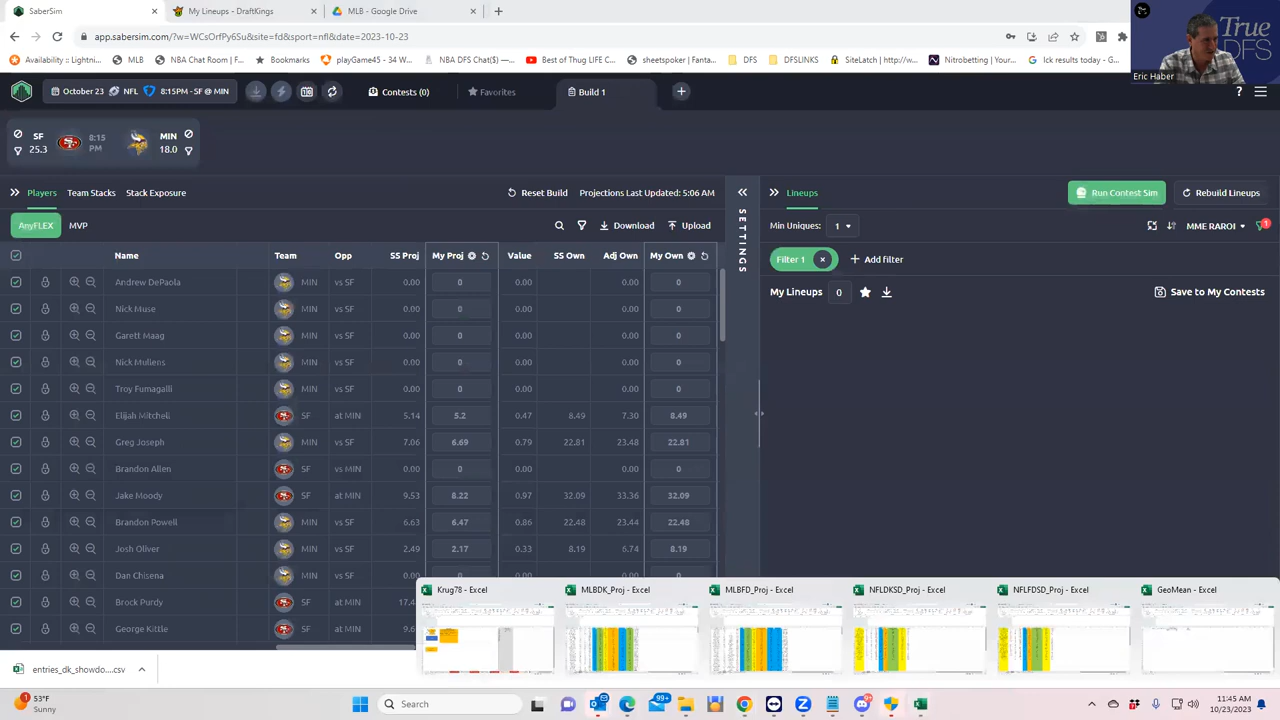 SaberSim
My Lineups - DraftKings
MLB - Google Drive
app.sabersim.com/?w=WCsOrfPy6Su&site=fd&sport=nfl&date=2023-10-23
True
DFS
Eric Haber
Availability :: Lightni...
MLB
NBA Chat Room | F...
Bookmarks
playGame45 - 34 W...
NBA DFS Chat($) —...
Best of Thug LIFE C...
sheetspoker | Fanta...
DFS
DFSLINKS
SiteLatch | http://w...
Nitrobetting | Your...
Ick results today f...
October 23
NFL
8:15PM - SF @ MIN
Contests (0)
Favorites
Build 1
SF
25.3
8:15
PM
MIN
18.0
Players
Team Stacks
Stack Exposure
Reset Build
Projections Last Updated: 5:06 AM
Lineups
Run Contest Sim
Rebuild Lineups
AnyFLEX
MVP
Download
Upload
SETTINGS
Min Uniques: 1
MME RAROI
1
Name Team Opp SS Proj My Proj Value SS Own Adj Own My Own
Filter 1
Add filter
My Lineups 0
Save to My Contests
Andrew DePaola MIN vs SF 0.00 0 0.00 0.00 0
Nick Muse MIN vs SF 0.00 0 0.00 0.00 0
Garett Maag MIN vs SF 0.00 0 0.00 0.00 0
Nick Mullens MIN vs SF 0.00 0 0.00 0.00 0
Troy Fumagalli MIN vs SF 0.00 0 0.00 0.00 0
Elijah Mitchell SF at MIN 5.14 5.2 0.47 8.49 7.30 8.49
Greg Joseph MIN vs SF 7.06 6.69 0.79 22.81 23.48 22.81
Brandon Allen SF vs MIN 0.00 0 0.00 0.00 0
Jake Moody SF at MIN 9.53 8.22 0.97 32.09 33.36 32.09
Brandon Powell MIN vs SF 6.63 6.47 0.86 22.48 23.44 22.48
Josh Oliver MIN vs SF 2.49 2.17 0.33 8.19 6.74 8.19
Dan Chisena MIN vs SF
Brock Purdy SF at MIN 17.4
George Kittle SF at MIN 9.6
Krug78 - Excel
MLBDK_Proj - Excel
MLBFD_Proj - Excel
NFLDKSD_Proj - Excel
NFLFDSD_Proj - Excel
GeoMean - Excel
entries_dk_showdo....csv
53°F
Sunny
Search
99+
11:45 AM
10/23/2023